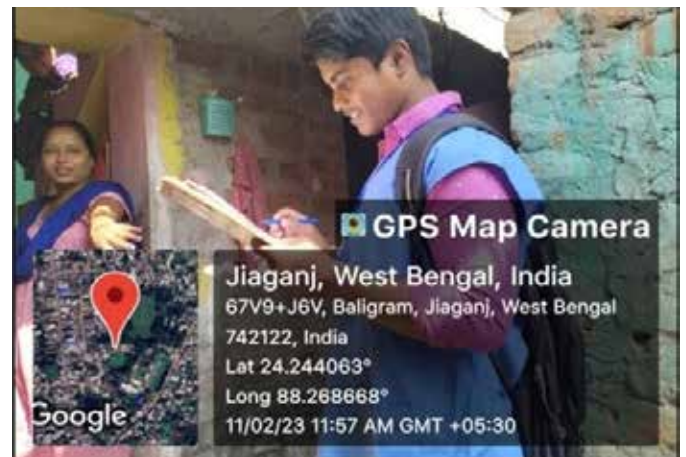 GPS Map Camera
Jiaganj, West Bengal, India
67V9+J6V, Baligram, Jiaganj, West Bengal
742122, India
Lat 24.244063°
Long 88.268668°
11/02/23 11:57 AM GMT +05:30
Google